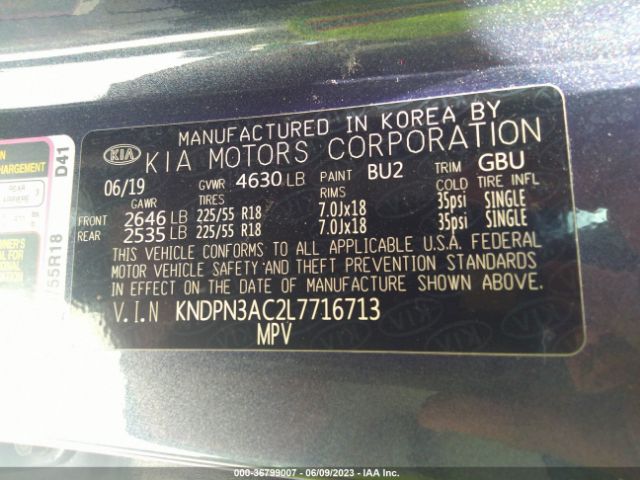 MANUFACTURED IN KOREA BY
KIA KIA MOTORS CORPORATION
06/19 GVWR 4630 LB PAINT BU2 TRIM GBU
GAWR TIRES RIMS COLD TIRE INFL
FRONT 2646 LB 225/55 R18 7.0Jx18 35psi SINGLE
REAR 2535 LB 225/55 R18 7.0Jx18 35psi SINGLE
THIS VEHICLE CONFORMS TO ALL APPLICABLE U.S.A. FEDERAL
MOTOR VEHICLE SAFETY AND THEFT PREVENTION STANDARDS
IN EFFECT ON THE DATE OF MANUFACTURE SHOWN ABOVE.
V.I.N KNDPN3AC2L7716713
MPV
D41
55R18
REAR
000-36799007 / 06/09/2023 / IAA Inc.